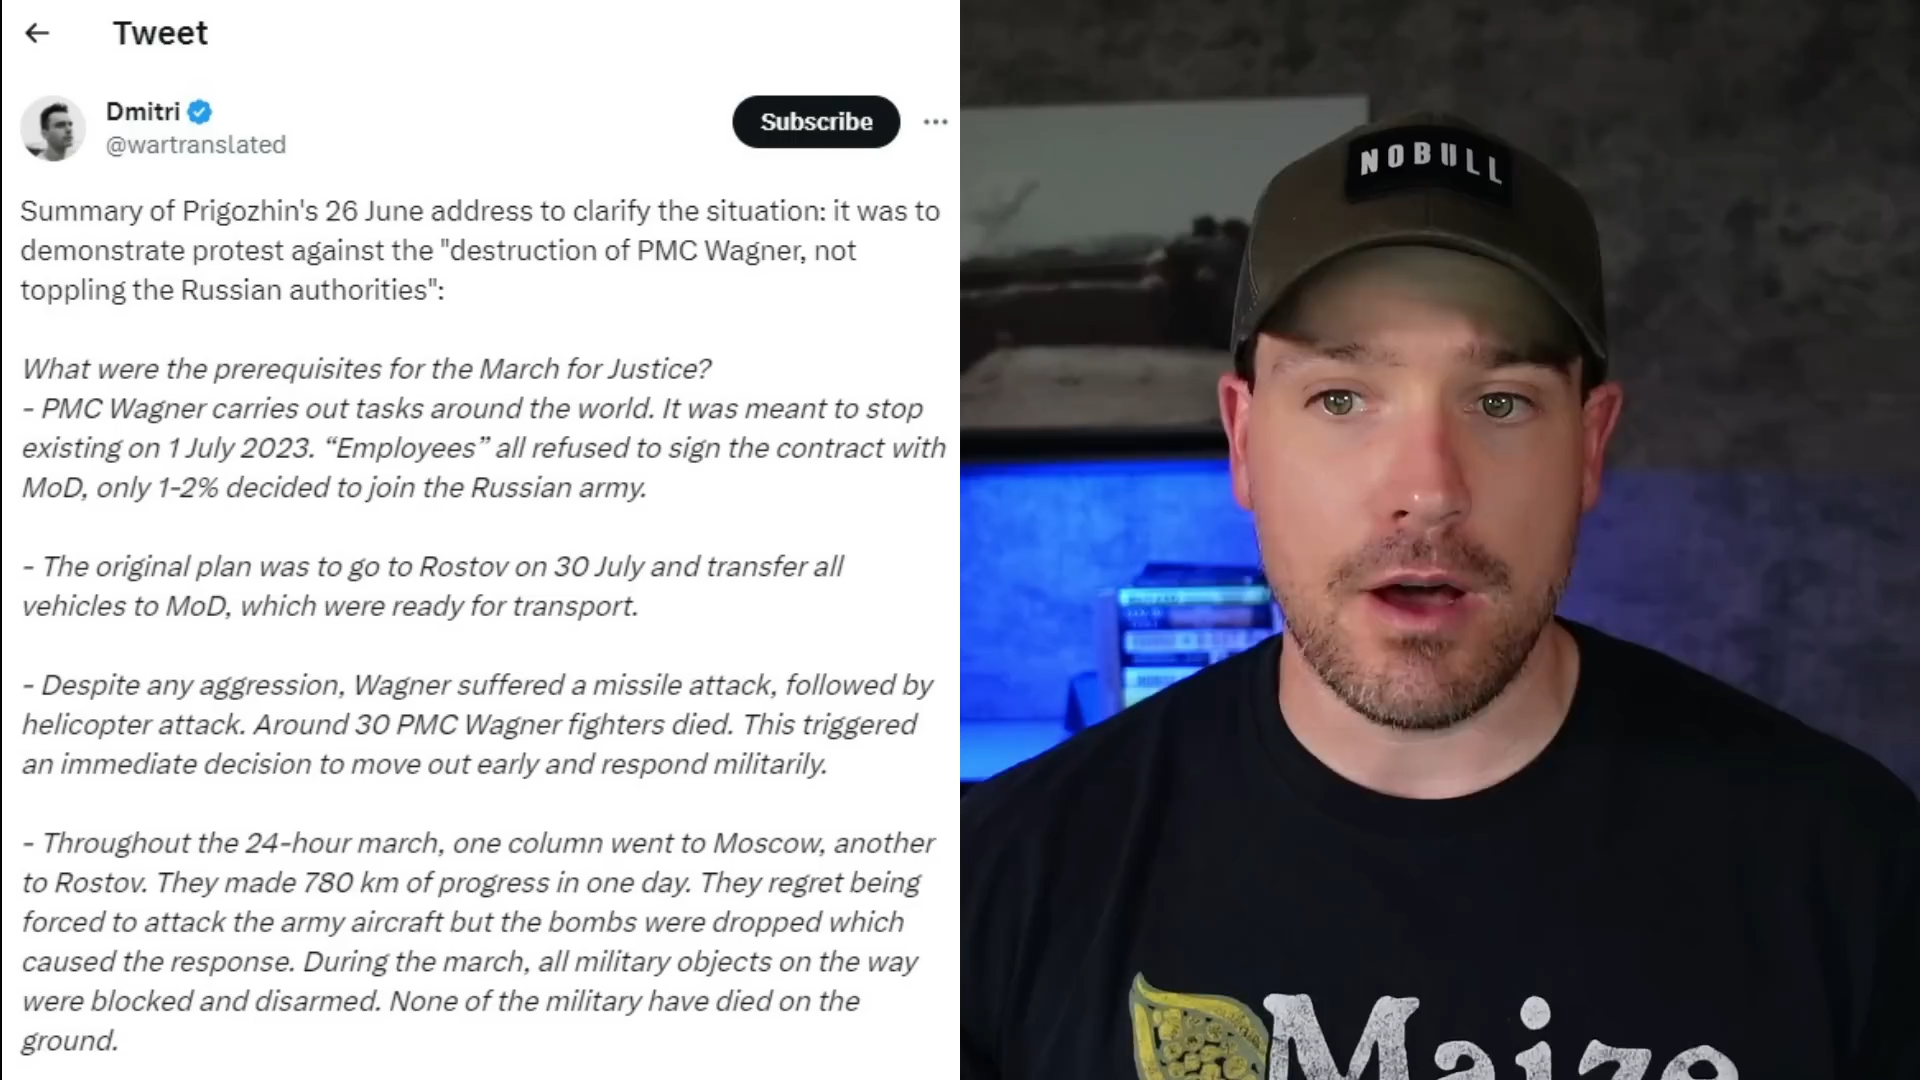 Tweet
Dmitri
@wartranslated
Subscribe
Summary of Prigozhin's 26 June address to clarify the situation: it was to
demonstrate protest against the "destruction of PMC Wagner, not
toppling the Russian authorities":
What were the prerequisites for the March for Justice?
- PMC Wagner carries out tasks around the world. It was meant to stop
existing on 1 July 2023. “Employees” all refused to sign the contract with
MoD, only 1-2% decided to join the Russian army.
- The original plan was to go to Rostov on 30 July and transfer all
vehicles to MoD, which were ready for transport.
- Despite any aggression, Wagner suffered a missile attack, followed by
helicopter attack. Around 30 PMC Wagner fighters died. This triggered
an immediate decision to move out early and respond militarily.
- Throughout the 24-hour march, one column went to Moscow, another
to Rostov. They made 780 km of progress in one day. They regret being
forced to attack the army aircraft but the bombs were dropped which
caused the response. During the march, all military objects on the way
were blocked and disarmed. None of the military have died on the
ground.
NOBULL
Maize